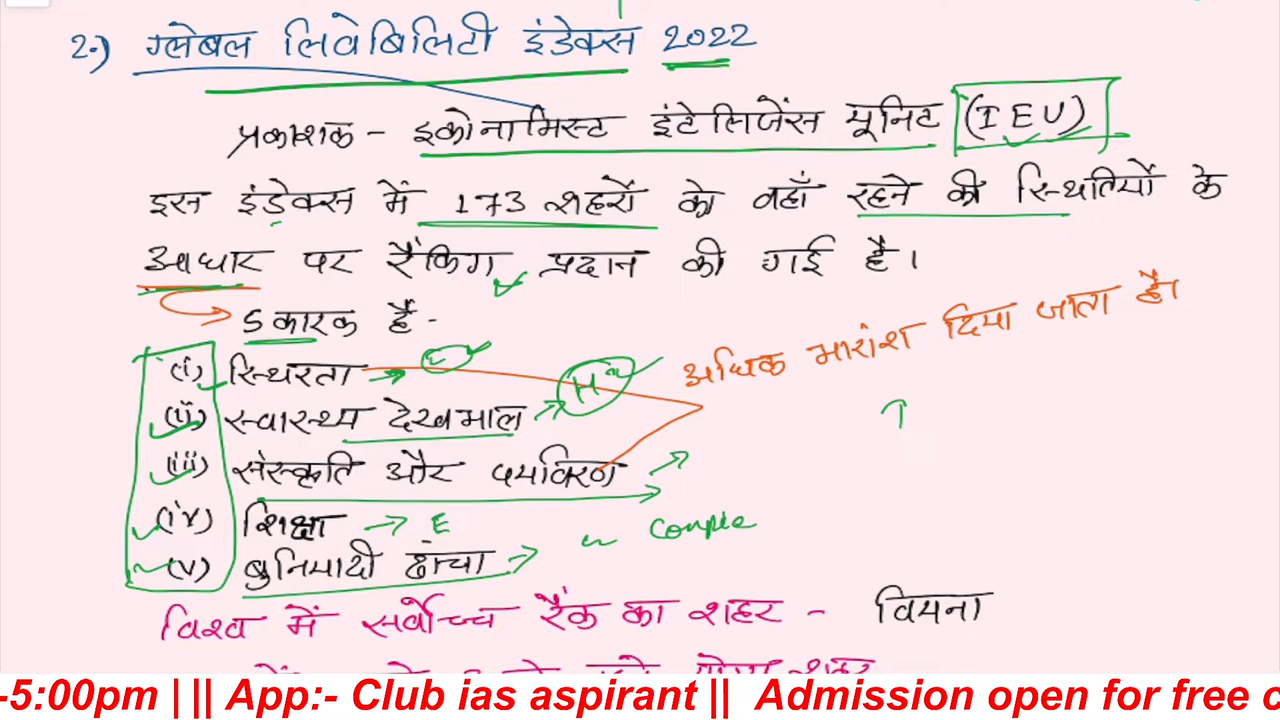 2.) ग्लेबल लिवेबिलिटी इंडेक्स 2022
प्रकाशक - इकोनामिस्ट इंटेलिजेंस यूनिट (IEU)
इस इंडेक्स में 173 शहरों को वहाँ रहने की स्थितियों के
आधार पर रैंकिंग प्रदान की गई है।
5 कारक हैं -
अधिक भारांश दिया जाता है।
(i) स्थिरता
(ii) स्वास्थ्य देखभाल
H
(iii) संस्कृति और पर्यावरण
(iv) शिक्षा → E
(v) बुनियादी ढांचा
विश्व में सर्वोच्च रैंक का शहर - वियना
-5:00pm | || App:- Club ias aspirant || Admission open for free c